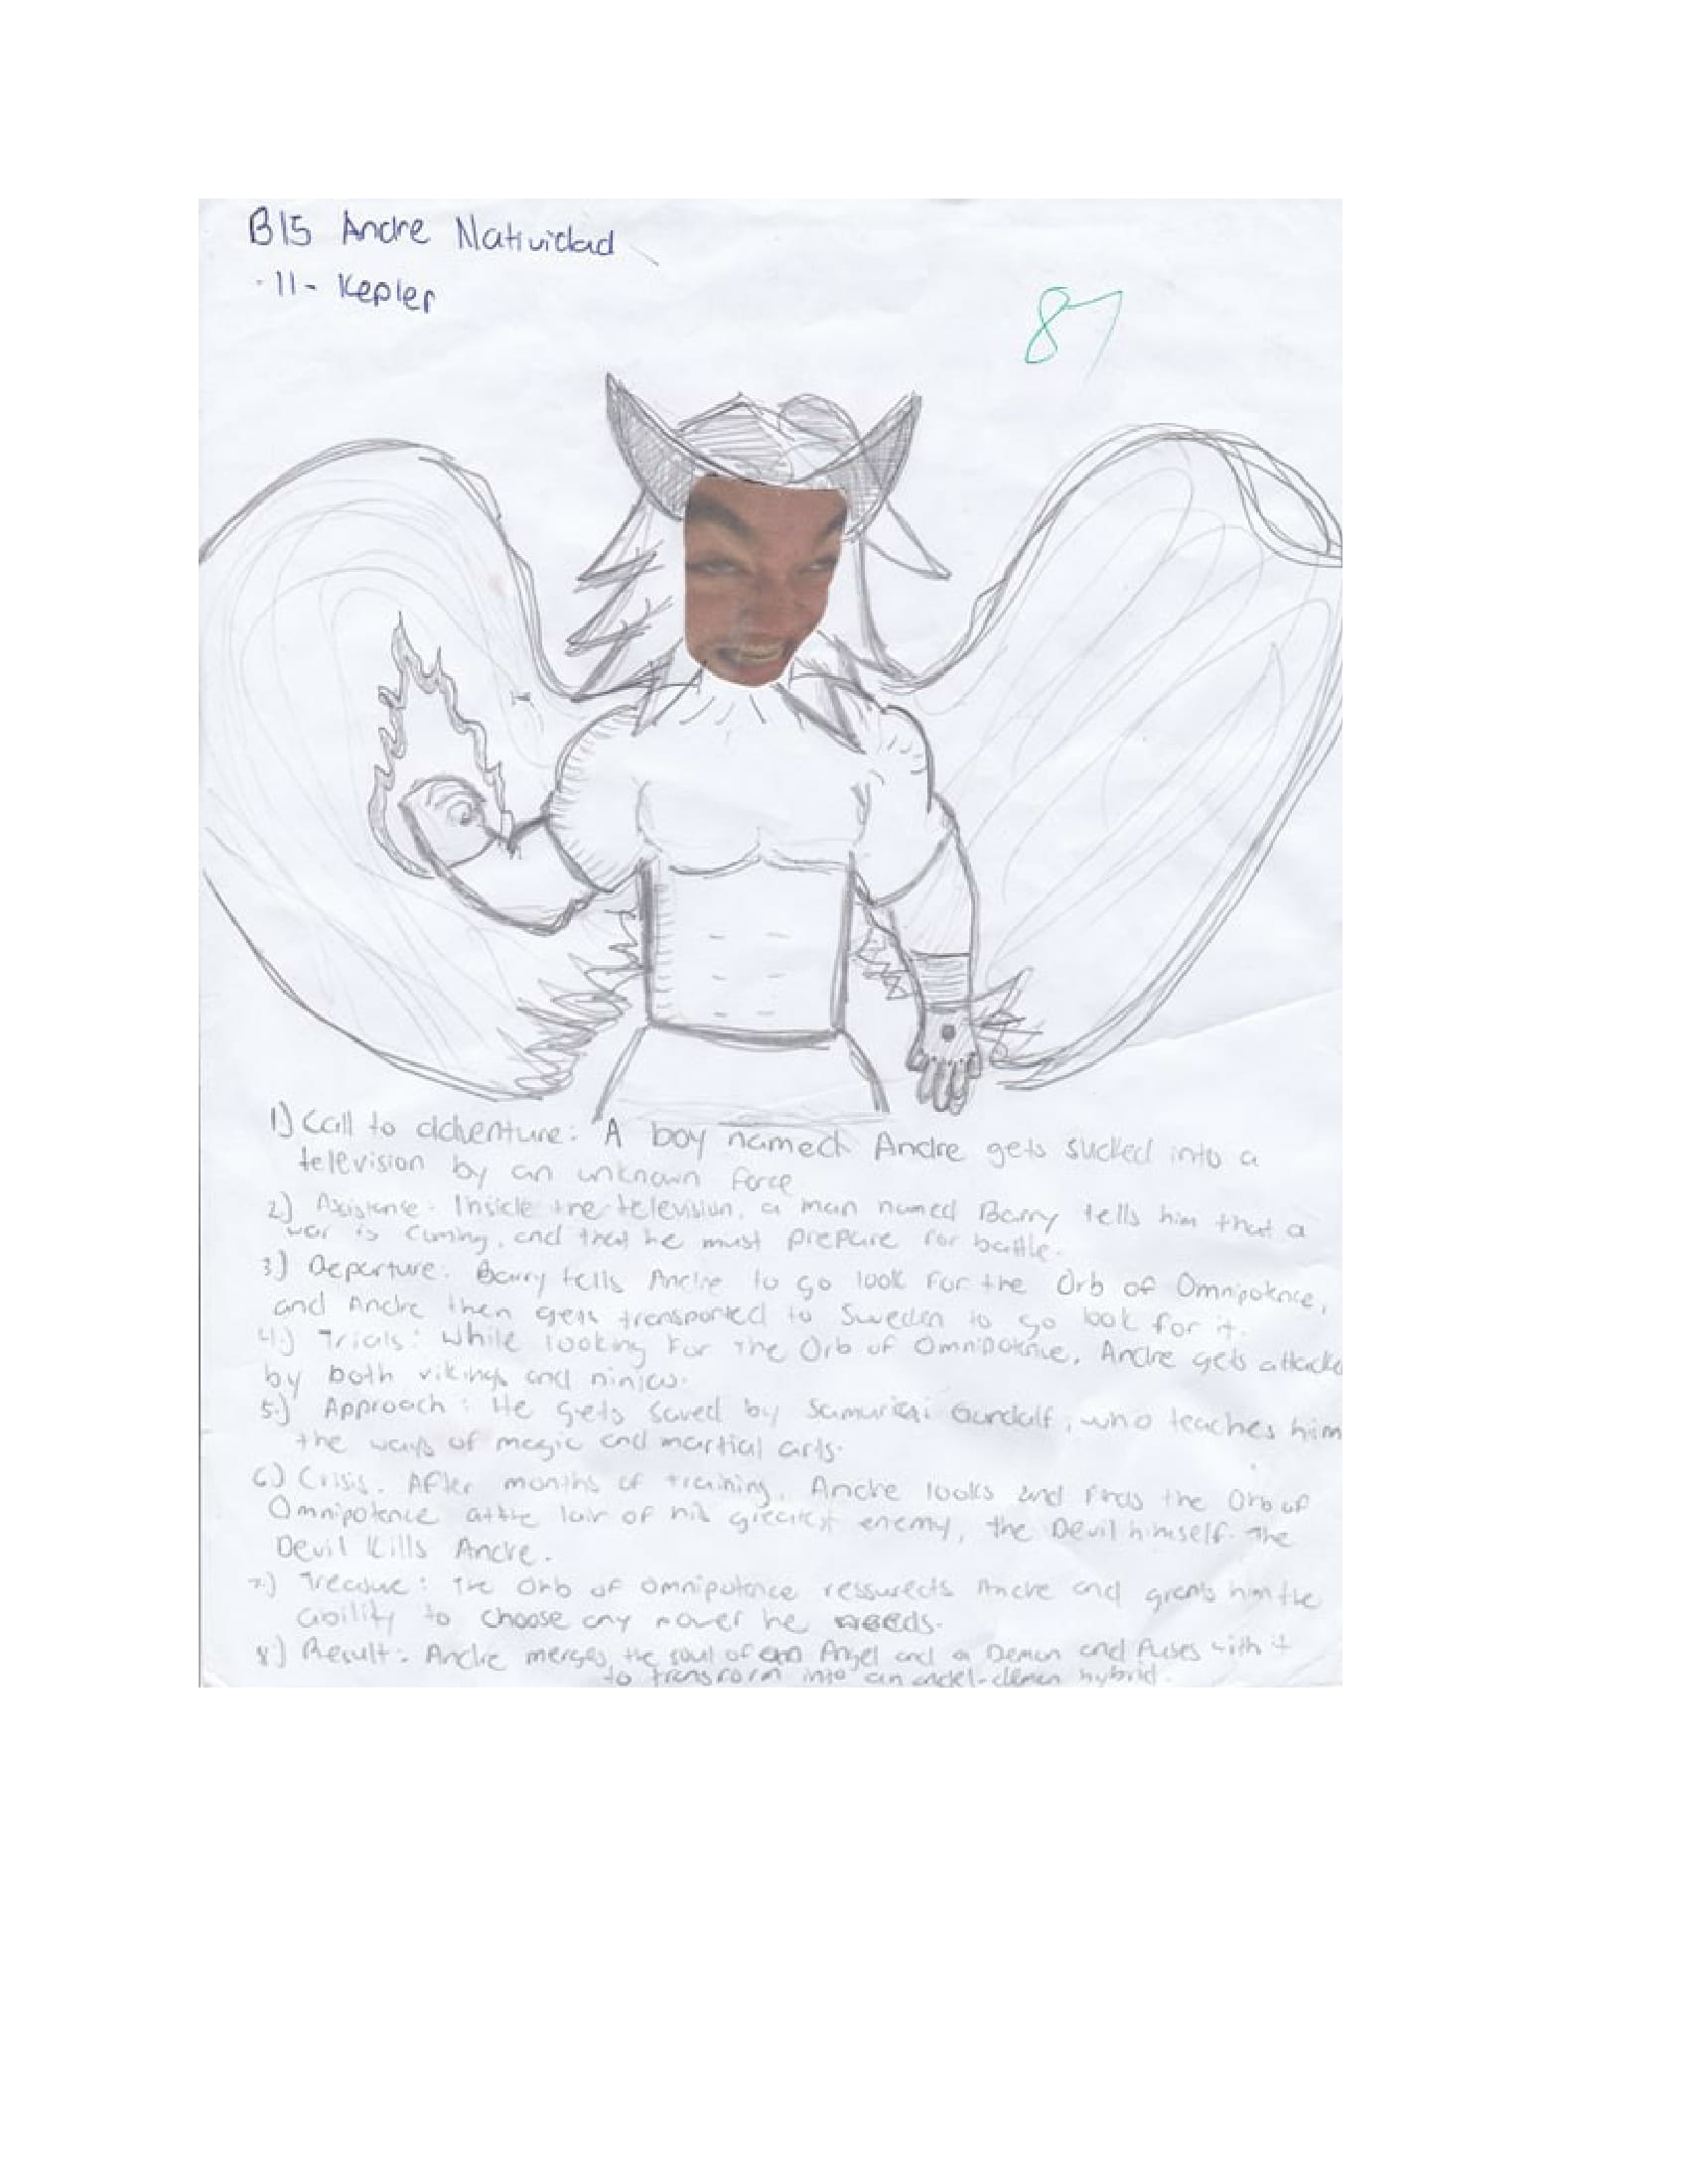 B15 Andre Natividad
11- Kepler
87
1) Call to adventure: A boy named Andre gets sucked into a
television by an unknown force
2.) Assistance: Inside the television, a man named Barry tells him that a
war is coming, and that he must prepare for battle.
3.) Departure: Barry tells Andre to go look for the Orb of Omnipotence,
and Andre then gets transported to Sweden to go look for it.
4.) Trials: While looking for the Orb of Omnipotence, Andre gets attacke
by both vikings and ninjas.
5.) Approach: He gets saved by Samuriai Gandalf, who teaches him
the ways of magic and martial arts.
6.) Crisis. After months of training, Andre looks and finds the Orb of
Omnipotence at the lair of his greatest enemy, the Devil himself. The
Devil kills Andre.
7.) Treasure: The Orb of Omnipotence ressurects Andre and grants him the
ability to choose any power he needs.
8.) Result: Andre merges the soul of an Angel and a Demon and fuses with it
to transform into an angel-demon hybrid.